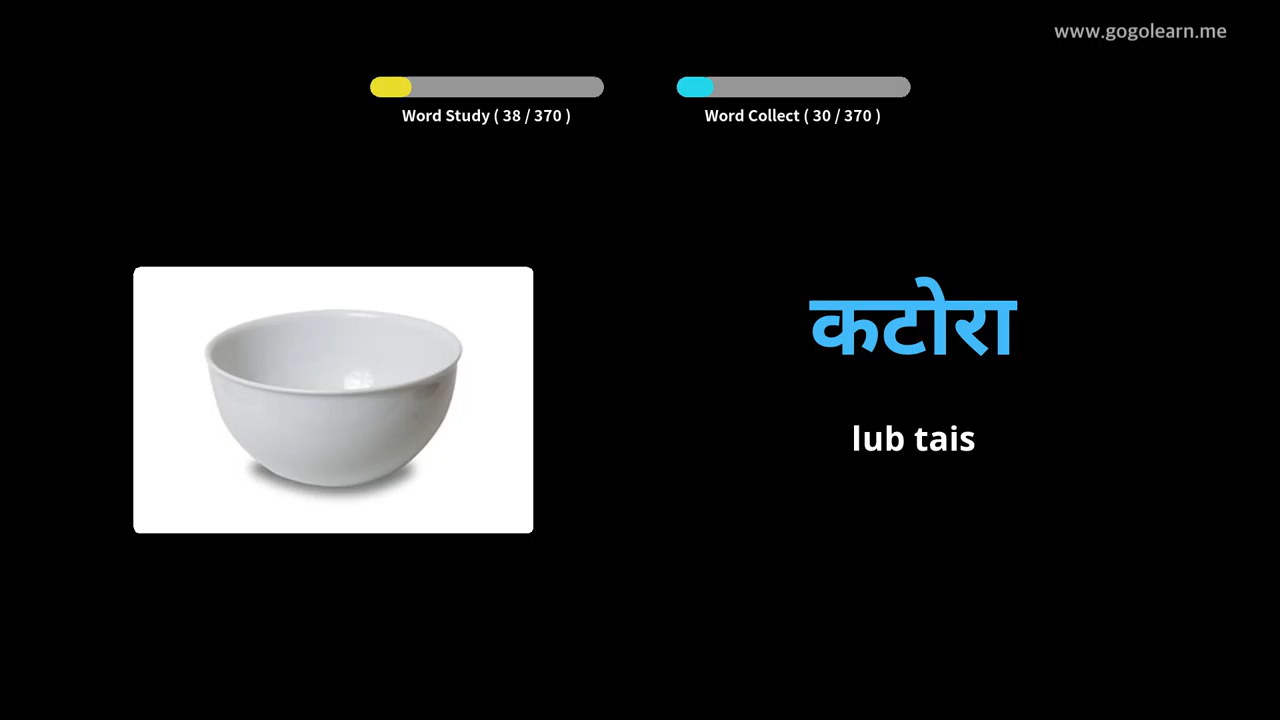 www.gogolearn.me
Word Study ( 38 / 370 )
Word Collect ( 30 / 370 )
कटोरा
lub tais